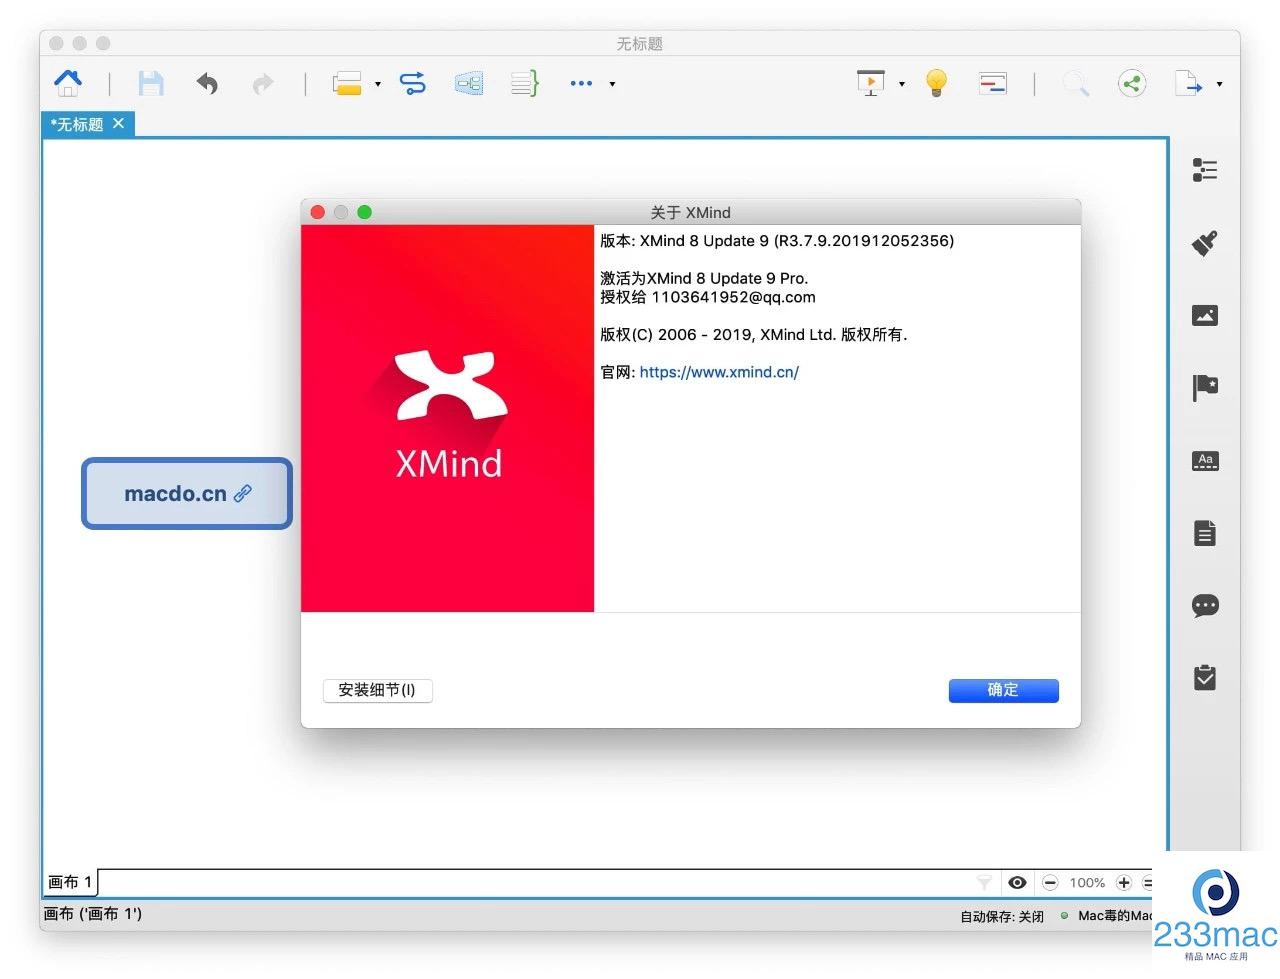 无标题
*无标题
关于 XMind
版本: XMind 8 Update 9 (R3.7.9.201912052356)
激活为XMind 8 Update 9 Pro.
授权给 1103641952@qq.com
版权(C) 2006 - 2019, XMind Ltd. 版权所有.
官网: https://www.xmind.cn/
XMind
macdo.cn
Aa
安装细节(I)
确定
画布 1
100%
画布 ('画布 1')
自动保存: 关闭
Mac毒的Mac
233mac
精品 MAC 应用